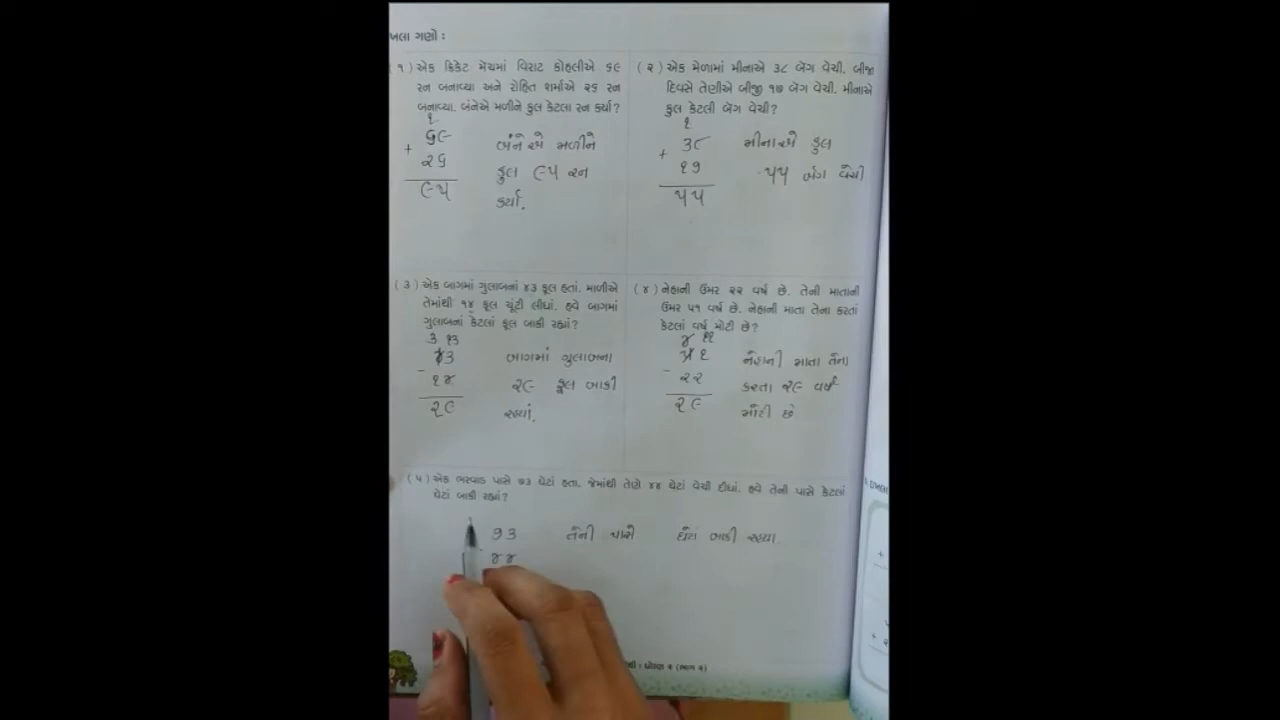 ખલા ગણો :
(૧) એક ક્રિકેટ મેચમાં વિરાટ કોહલીએ ૬૯
રન બનાવ્યા અને રોહિત શર્માએ ૨૬ રન
બનાવ્યા. બંનેએ મળીને કુલ કેટલા રન કર્યા?
૧
૬૯
+
૨૬
૯૫
બંને એ મળીને
કુલ ૯૫ રન
કર્યા.
(૨) એક મેળામાં મીનાએ ૩૮ બૅગ વેચી. બીજા
દિવસે તેણીએ બીજી ૧૭ બૅગ વેચી. મીનાએ
કુલ કેટલી બૅગ વેચી?
૧
૩૮
+
૧૭
૫૫
મીના એ કુલ
૫૫ બૅગ વેચી
(૩) એક બાગમાં ગુલાબનાં ૪૩ ફૂલ હતાં. માળીએ
તેમાંથી ૧૪ ફૂલ ચૂંટી લીધાં. હવે બાગમાં
ગુલાબનાં કેટલાં ફૂલ બાકી રહ્યાં?
૩ ૧૩
૪૩
-
૧૪
૨૯
બાગમાં ગુલાબના
૨૯ ફૂલ બાકી
રહ્યાં.
(૪) નેહાની ઉંમર ૨૨ વર્ષ છે. તેની માતાની
ઉંમર ૫૧ વર્ષ છે. નેહાની માતા તેના કરતાં
કેટલાં વર્ષ મોટી છે?
૪ ૧૧
૫૧
-
૨૨
૨૯
નેહાની માતા તેના
કરતા ૨૯ વર્ષ
મોટી છે
(૫) એક ભરવાડ પાસે ૭૩ ઘેટાં હતા. જેમાંથી તેણે ૪૪ ઘેટાં વેચી દીધાં. હવે તેની પાસે કેટલાં
ઘેટાં બાકી રહ્યાં?
૭૩
૪૪
તેની પાસે ઘેટાં બાકી રહ્યા
ધોરણ ૨ (ભાગ ૨)